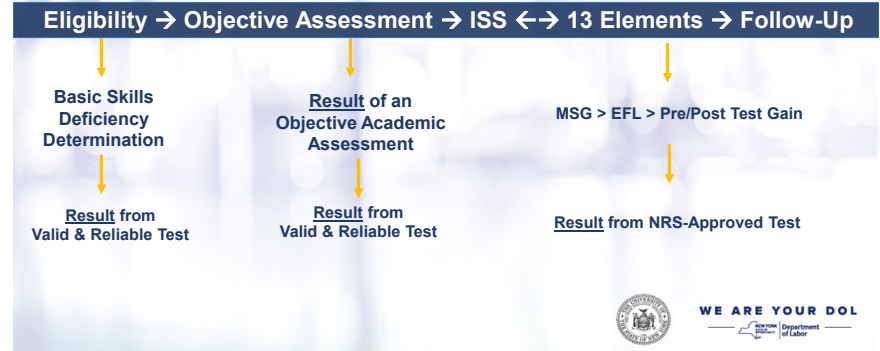 Eligibility → Objective Assessment → ISS ←→ 13 Elements → Follow-Up
Basic Skills
Deficiency
Determination
Result from
Valid & Reliable Test
Result of an
Objective Academic
Assessment
Result from
Valid & Reliable Test
MSG > EFL > Pre/Post Test Gain
Result from NRS-Approved Test
WE ARE YOUR DOL
NEW YORK
Department
of Labor